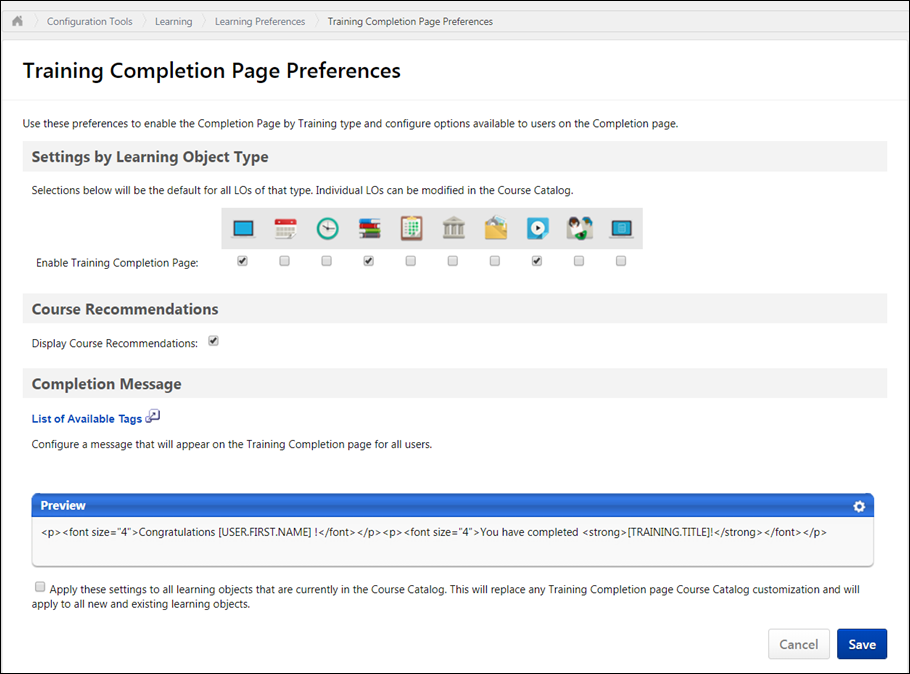 Configuration Tools Learning Learning Preferences Training Completion Page Preferences
Training Completion Page Preferences
Use these preferences to enable the Completion Page by Training type and configure options available to users on the Completion page.
Settings by Learning Object Type
Selections below will be the default for all LOs of that type. Individual LOs can be modified in the Course Catalog.
Enable Training Completion Page:
Course Recommendations
Display Course Recommendations:
Completion Message
List of Available Tags
Configure a message that will appear on the Training Completion page for all users.
Preview
<p><font size="4">Congratulations [USER.FIRST.NAME] !</font></p><p><font size="4">You have completed <strong>[TRAINING.TITLE]!</strong></font></p>
Apply these settings to all learning objects that are currently in the Course Catalog. This will replace any Training Completion page Course Catalog customization and will
apply to all new and existing learning objects.
Cancel Save